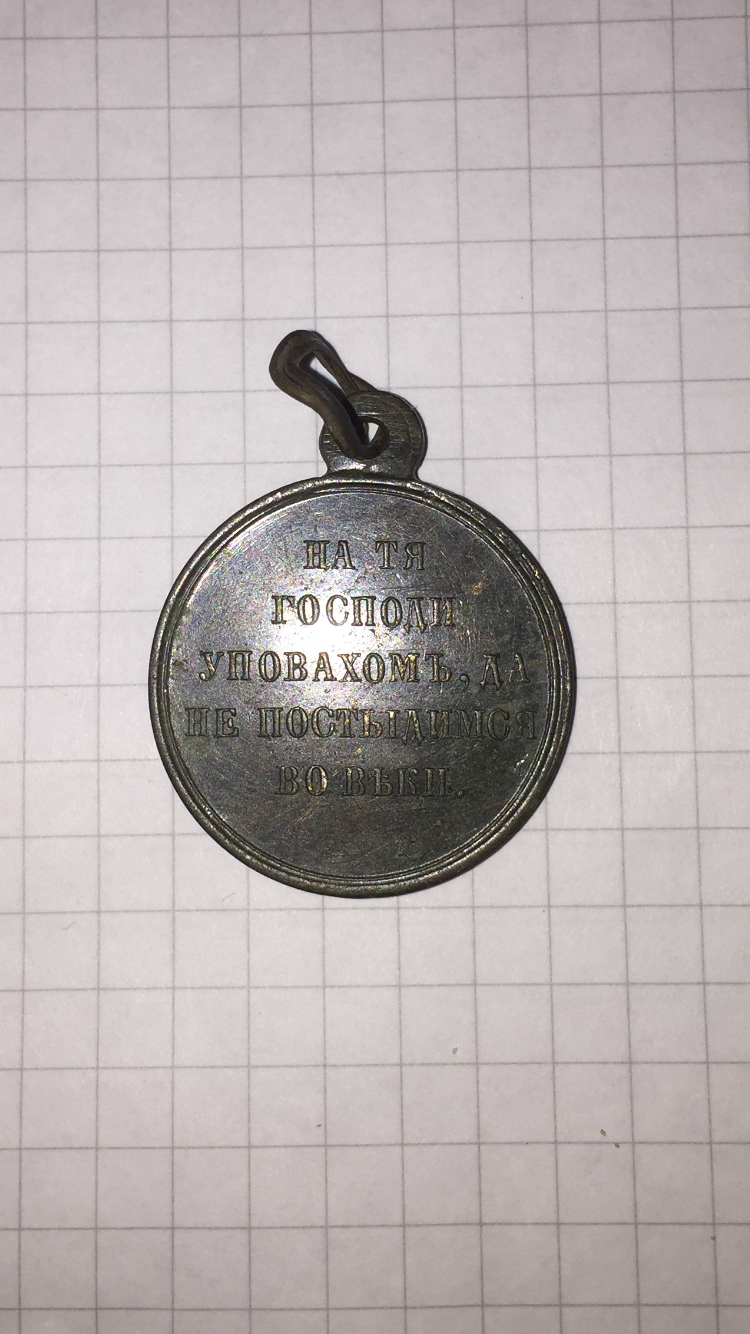 НА ТЯ
ГОСПОДИ
УПОВАХОМЪ, ДА
НЕ ПОСТЫДИМСЯ
ВО ВѢКИ.